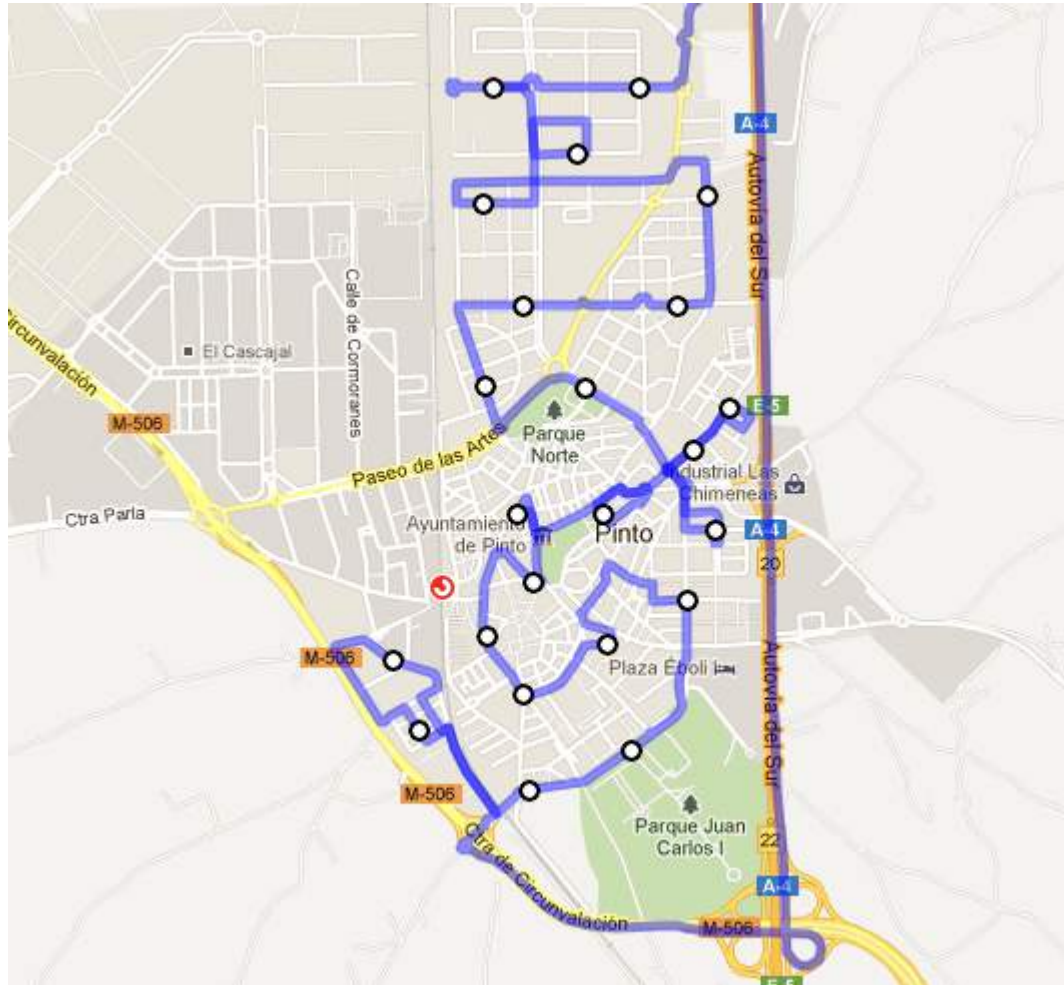 A-4
Autovía del Sur
Calle de Cormoranes
El Cascajal
Circunvalación
M-506
E-5
Parque
Norte
Paseo de las Artes
Industrial Las
Chimeneas
Ctra Parla
Ayuntamiento
de Pinto
Pinto
A-4
20
M-506
Plaza Éboli
Autovía del Sur
M-506
Parque Juan
Carlos I
22
Ctra de Circunvalación
A-4
M-506
E-5